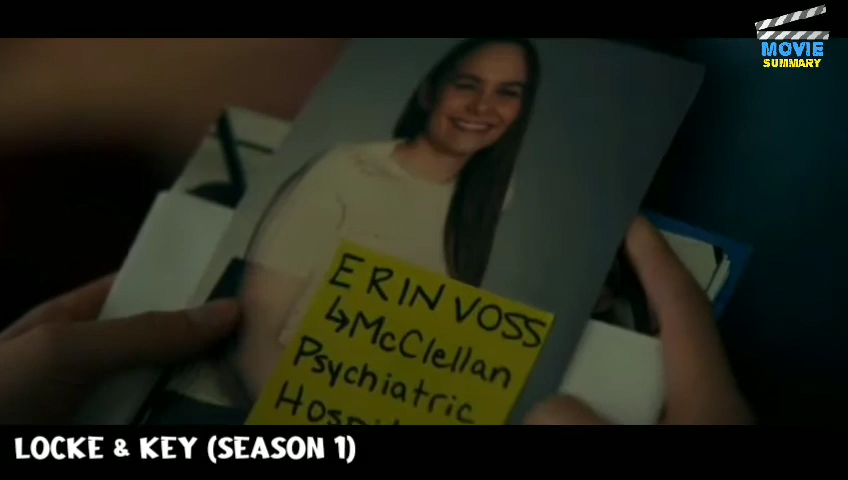 MOVIE
SUMMARY
ERIN VOSS
↳McClellan
Psychiatric
LOCKE & KEY (SEASON 1)